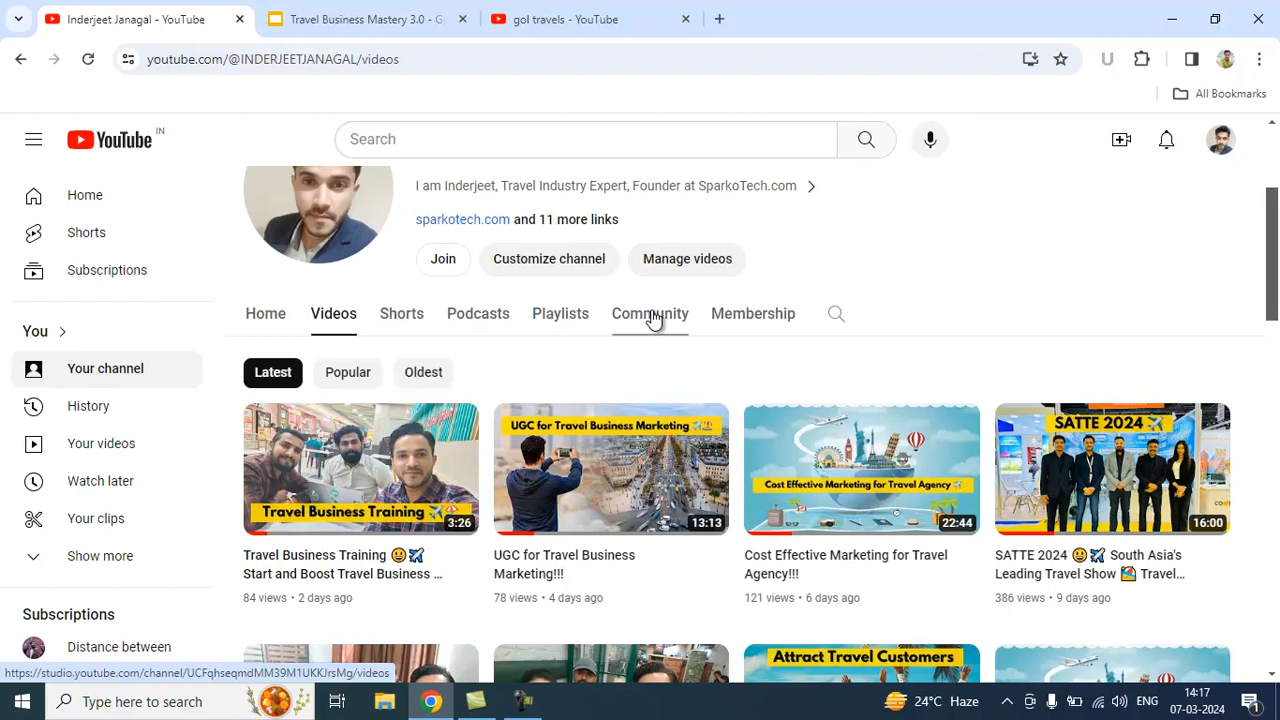 Inderjeet Janagal - YouTube
Travel Business Mastery 3.0 - G
gol travels - YouTube
youtube.com/@INDERJEETJANAGAL/videos
All Bookmarks
YouTube IN
Search
I am Inderjeet, Travel Industry Expert, Founder at SparkoTech.com
sparkotech.com and 11 more links
Join
Customize channel
Manage videos
Home
Shorts
Subscriptions
You
Your channel
History
Your videos
Watch later
Your clips
Show more
Subscriptions
Distance between
Home Videos Shorts Podcasts Playlists Community Membership
Latest Popular Oldest
Travel Business Training
3:26
UGC for Travel Business Marketing
13:13
Cost Effective Marketing for Travel Agency
22:44
SATTE 2024
16:00
Travel Business Training 😃✈️
Start and Boost Travel Business ...
84 views • 2 days ago
UGC for Travel Business
Marketing!!!
78 views • 4 days ago
Cost Effective Marketing for Travel
Agency!!!
121 views • 6 days ago
SATTE 2024 😃✈️ South Asia's
Leading Travel Show 🏖️ Travel...
386 views • 9 days ago
Attract Travel Customers
https://studio.youtube.com/channel/UCFqhseqmdMM39M1UKKJrsMg/videos
Type here to search
24°C Haze
ENG
14:17
07-03-2024
1